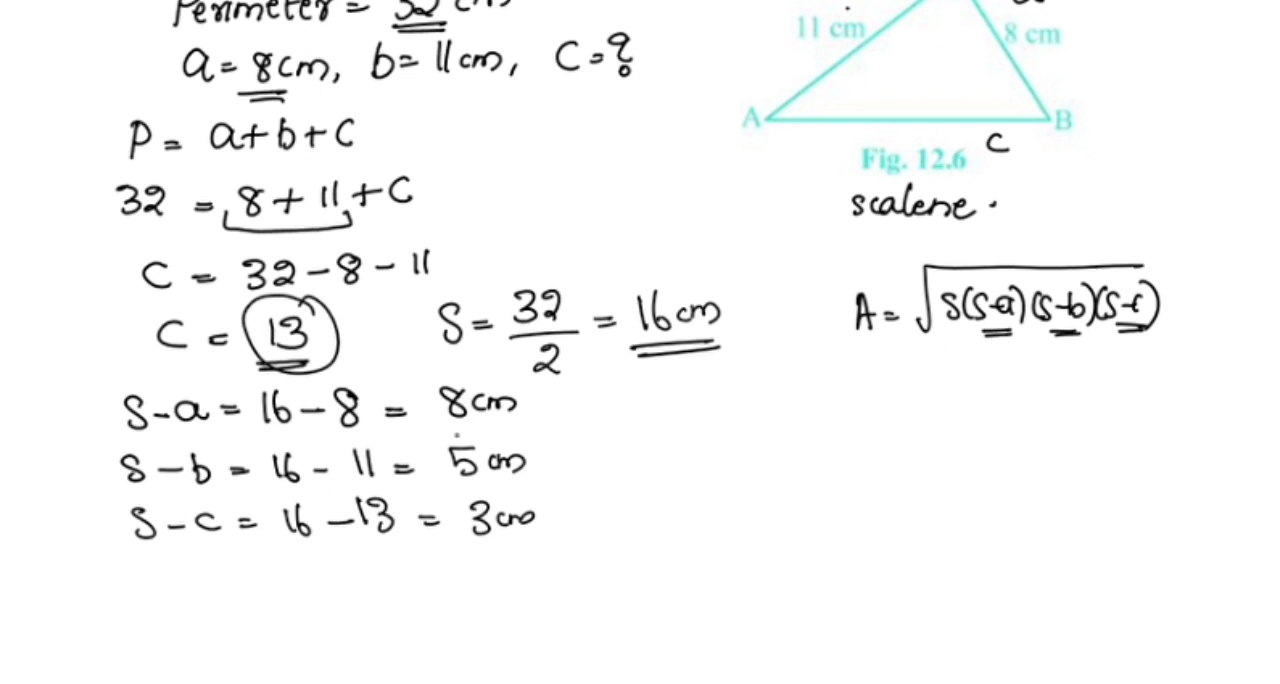 Perimeter = 32 cm
a = 8cm, b = 11cm, C = ?
P = a+b+C
32 = 8 + 11 + C
C = 32 - 8 - 11
C = 13
S = 32/2 = 16cm
S - a = 16 - 8 = 8cm
S - b = 16 - 11 = 5cm
S - C = 16 - 13 = 3cm
11 cm
8 cm
A
B
C
Fig. 12.6
scalene.
A = √S(S-a)(S-b)(S-c)